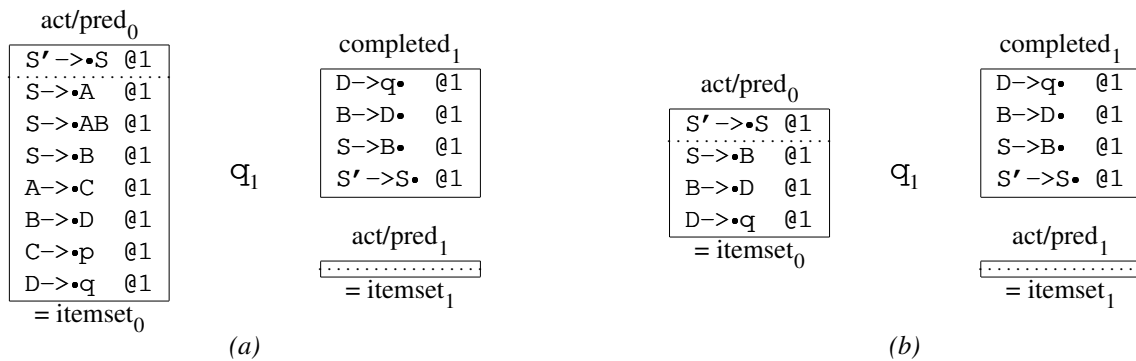 act/pred0
S'->•S @1
S->•A @1
S->•AB @1
S->•B @1
A->•C @1
B->•D @1
C->•p @1
D->•q @1
= itemset0
q1
completed1
D->q• @1
B->D• @1
S->B• @1
S'->S• @1
act/pred1
= itemset1
(a)
act/pred0
S'->•S @1
S->•B @1
B->•D @1
D->•q @1
= itemset0
q1
completed1
D->q• @1
B->D• @1
S->B• @1
S'->S• @1
act/pred1
= itemset1
(b)